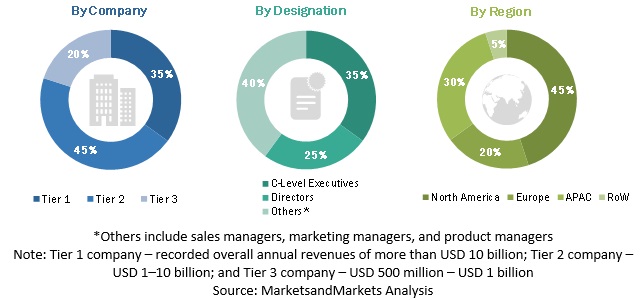 By Company
By Designation
By Region
20%
35%
45%
40%
35%
25%
30%
5%
45%
20%
Tier 1 Tier 2 Tier 3
C-Level Executives
Directors
Others*
North America Europe APAC RoW
*Others include sales managers, marketing managers, and product managers
Note: Tier 1 company – recorded overall annual revenues of more than USD 10 billion; Tier 2 company –
USD 1–10 billion; and Tier 3 company – USD 500 million – USD 1 billion
Source: MarketsandMarkets Analysis